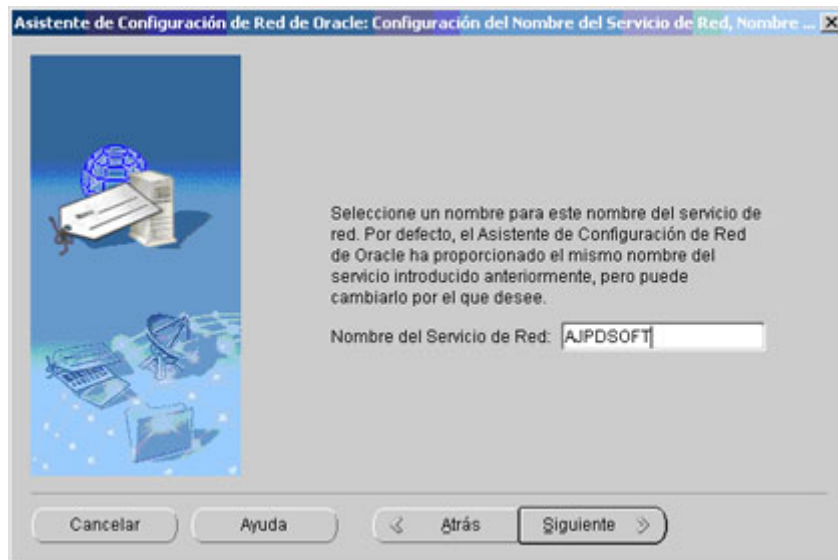 Asistente de Configuración de Red de Oracle: Configuración del Nombre del Servicio de Red, Nombre ...
Seleccione un nombre para este nombre del servicio de
red. Por defecto, el Asistente de Configuración de Red
de Oracle ha proporcionado el mismo nombre del
servicio introducido anteriormente, pero puede
cambiarlo por el que desee.
Nombre del Servicio de Red: AJPDSOFT
Cancelar Ayuda Atrás Siguiente